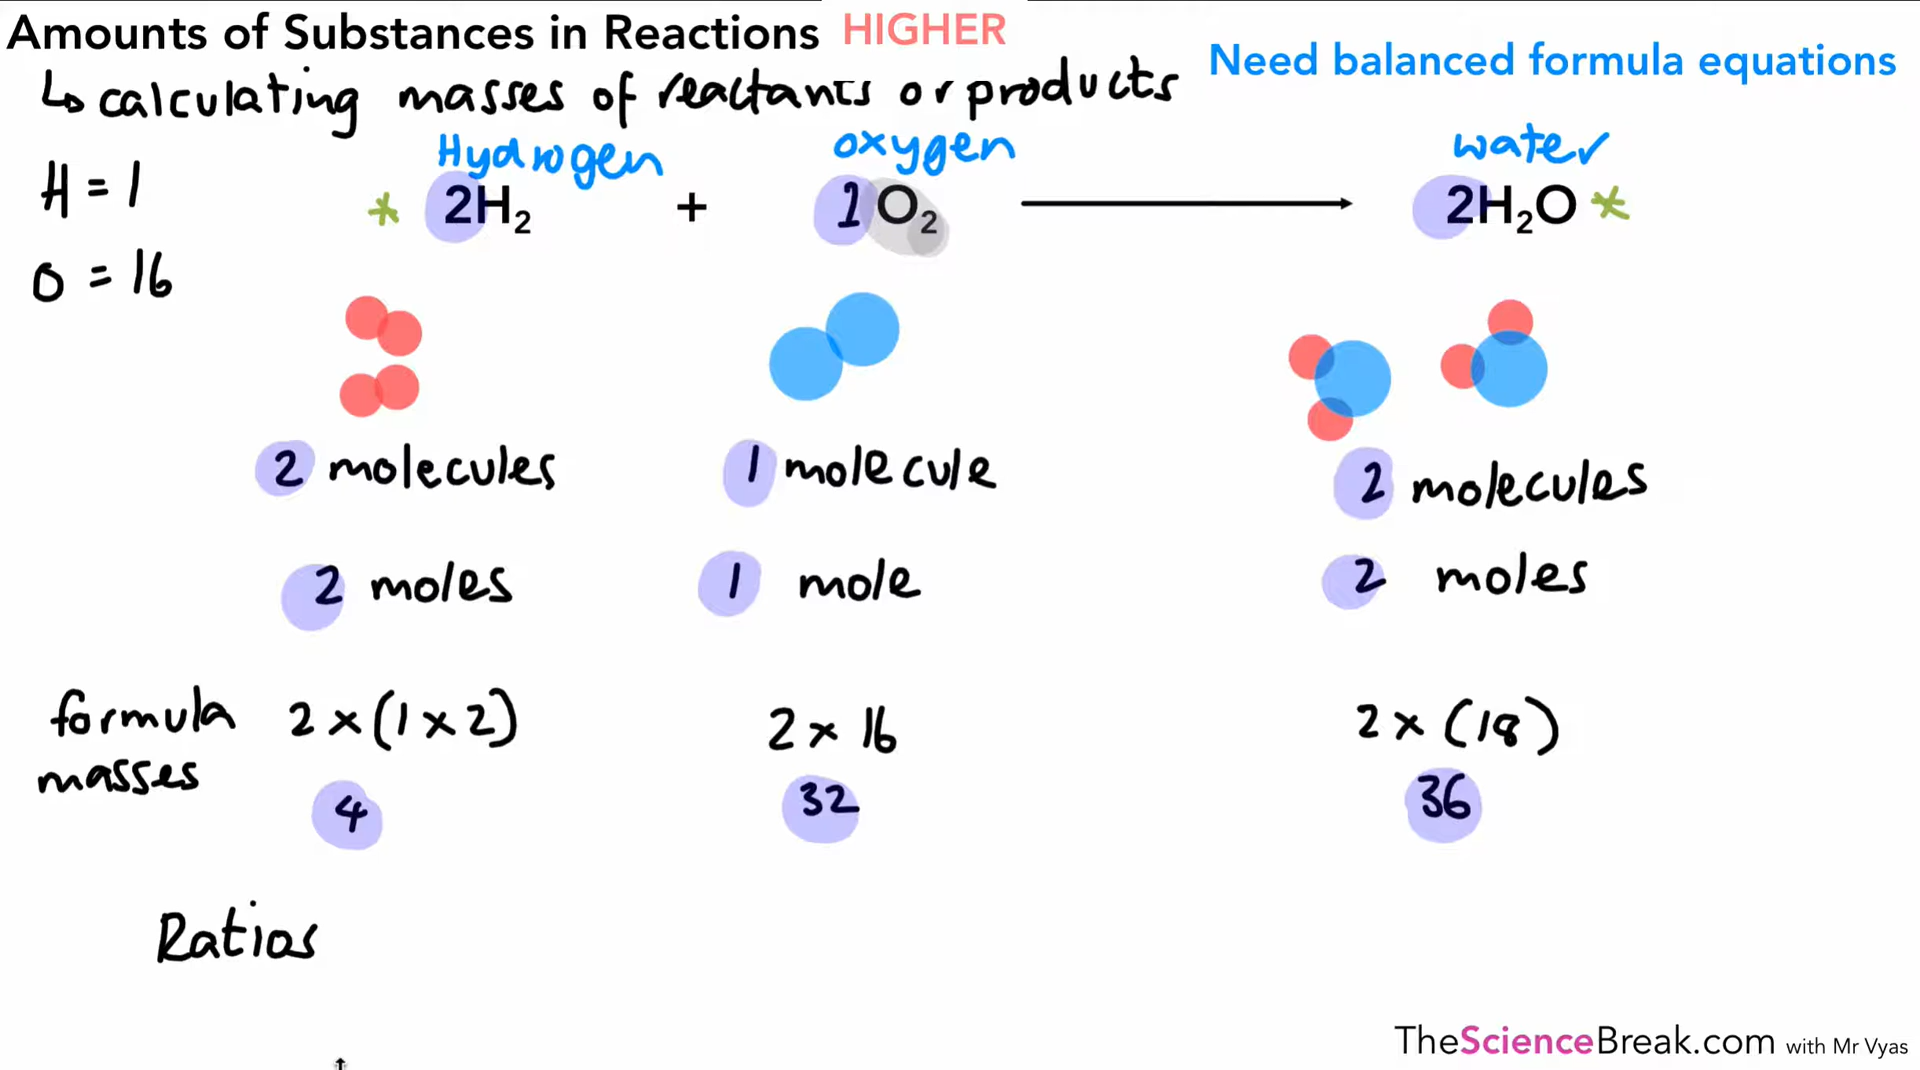 Amounts of Substances in Reactions HIGHER
Need balanced formula equations
↳ calculating masses of reactants or products
Hydrogen oxygen water
H = 1
* 2H₂ + 1O₂ ⟶ 2H₂O *
O = 16
2 molecules 1 molecule 2 molecules
2 moles 1 mole 2 moles
formula masses 2 × (1 × 2) 2 × 16 2 × (18)
4 32 36
Ratios
TheScienceBreak.com with Mr Vyas